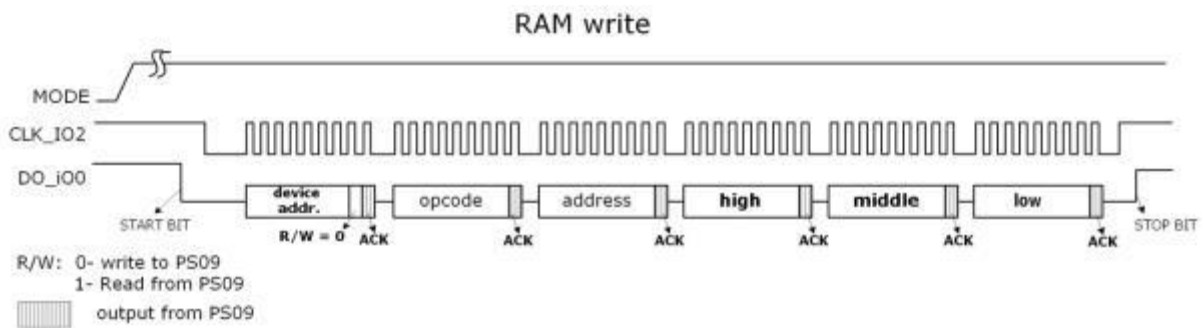 RAM write
MODE
CLK_IO2
DO_iO0
START BIT
device
addr.
R/W = 0
ACK
opcode
ACK
address
ACK
high
ACK
middle
ACK
low
ACK
STOP BIT
R/W: 0- write to PS09
1- Read from PS09
output from PS09